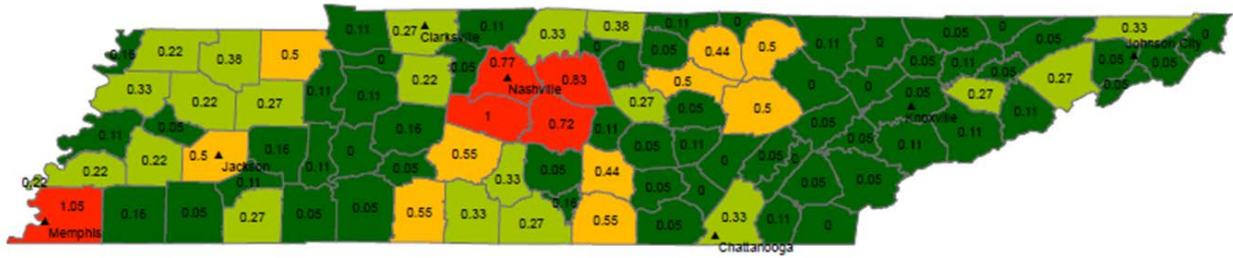 0.11 0.27 0.11 0.33 0.38 0.11 0 0.5 0.11 0 0 0.05 0.33 0
Clarksville
0.16 0.22 0.38 0.5 0 0.05 0.77 0.83 0 0 0.05 0.44 0.05 0.11 0.05 0.05 0.05
Johnson City
0.33 0.22 0.27 0.11 0.11 0.22 Nashville 0.27 0.5 0.05 0.5 0 0 0.05 0.27 0.27 0.05
Knoxville
0.11 0.05 0.16 1 0.72 0.11 0.05 0.11 0.05 0.05 0.11 0.11 0.11
0.22 0.22 0.5 0.16 0.11 0 0.05 0.55 0.33 0.05 0.44 0.05 0 0 0.05 0 0.05 0.05
Jackson
0.22 0.11
1.05 0.16 0.05 0.27 0.05 0.05 0.55 0.33 0.27 0.16 0.55 0.05 0.33 0.11 0
Memphis
Chattanooga